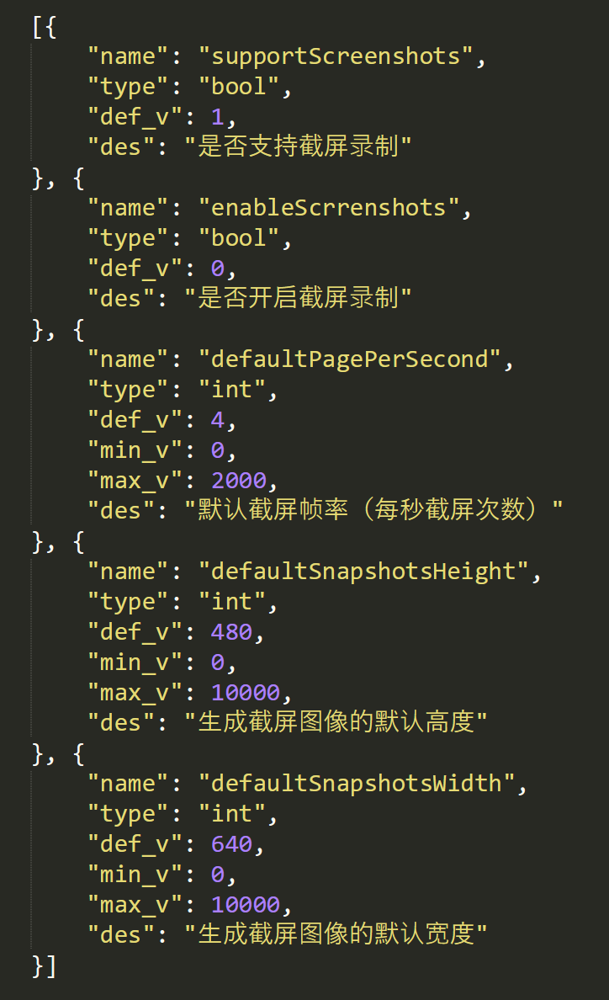 [{
    "name": "supportScreenshots",
    "type": "bool",
    "def_v": 1,
    "des": "是否支持截屏录制"
}, {
    "name": "enableScrrenshots",
    "type": "bool",
    "def_v": 0,
    "des": "是否开启截屏录制"
}, {
    "name": "defaultPagePerSecond",
    "type": "int",
    "def_v": 4,
    "min_v": 0,
    "max_v": 2000,
    "des": "默认截屏帧率（每秒截屏次数）"
}, {
    "name": "defaultSnapshotsHeight",
    "type": "int",
    "def_v": 480,
    "min_v": 0,
    "max_v": 10000,
    "des": "生成截屏图像的默认高度"
}, {
    "name": "defaultSnapshotsWidth",
    "type": "int",
    "def_v": 640,
    "min_v": 0,
    "max_v": 10000,
    "des": "生成截屏图像的默认宽度"
}]